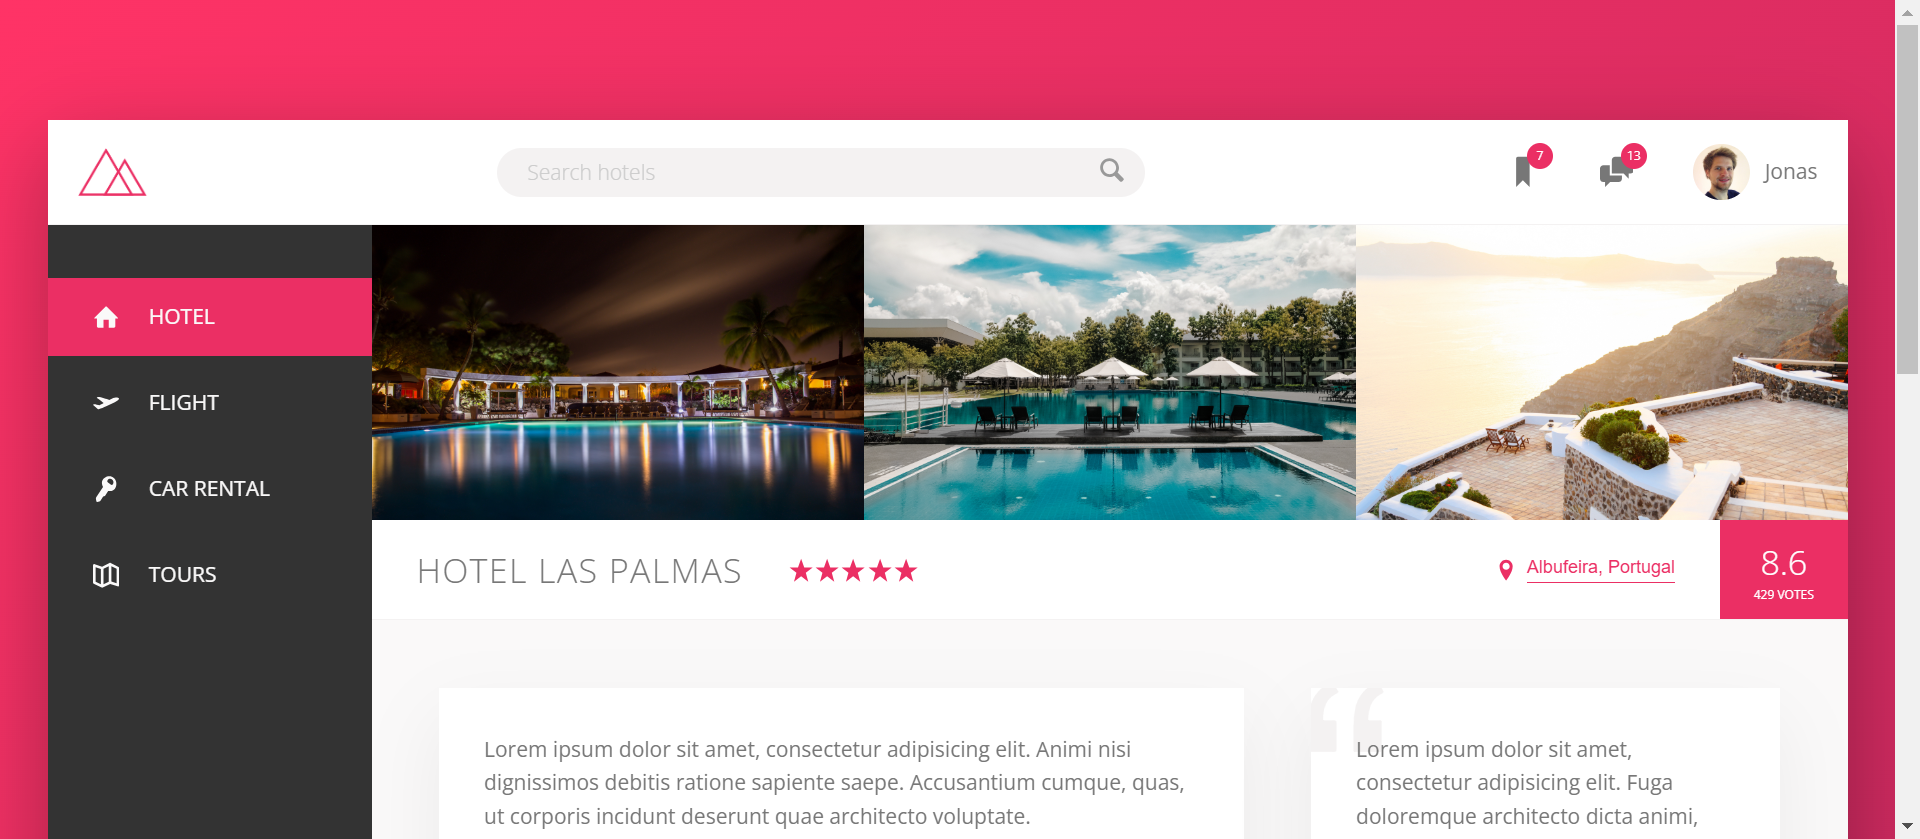 Search hotels
7
13
Jonas
HOTEL
FLIGHT
CAR RENTAL
TOURS
HOTEL LAS PALMAS
Albufeira, Portugal
8.6
429 VOTES
Lorem ipsum dolor sit amet, consectetur adipisicing elit. Animi nisi
dignissimos debitis ratione sapiente saepe. Accusantium cumque, quas,
ut corporis incidunt deserunt quae architecto voluptate.
“
Lorem ipsum dolor sit amet,
consectetur adipisicing elit. Fuga
doloremque architecto dicta animi,